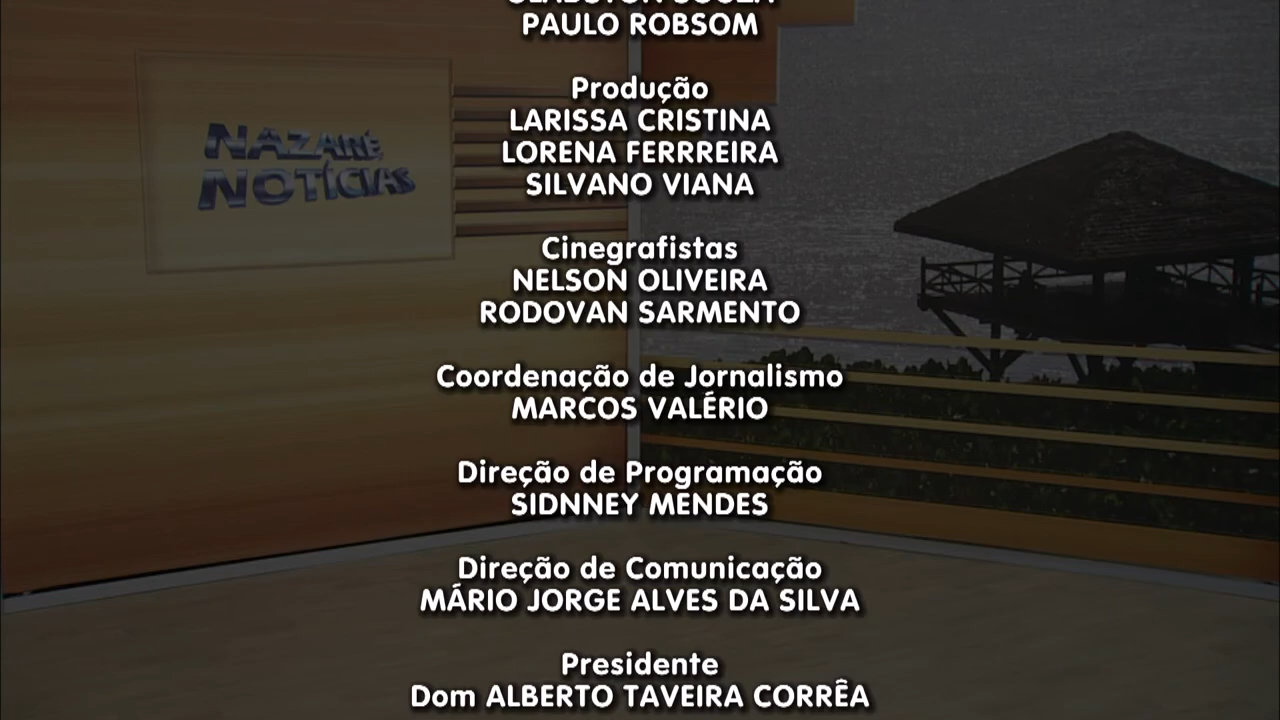 PAULO ROBSOM
Produção
LARISSA CRISTINA
LORENA FERRREIRA
SILVANO VIANA
Cinegrafistas
NELSON OLIVEIRA
RODOVAN SARMENTO
Coordenação de Jornalismo
MARCOS VALÉRIO
Direção de Programação
SIDNNEY MENDES
Direção de Comunicação
MÁRIO JORGE ALVES DA SILVA
Presidente
Dom ALBERTO TAVEIRA CORRÊA
NAZARÉ
NOTÍCIAS